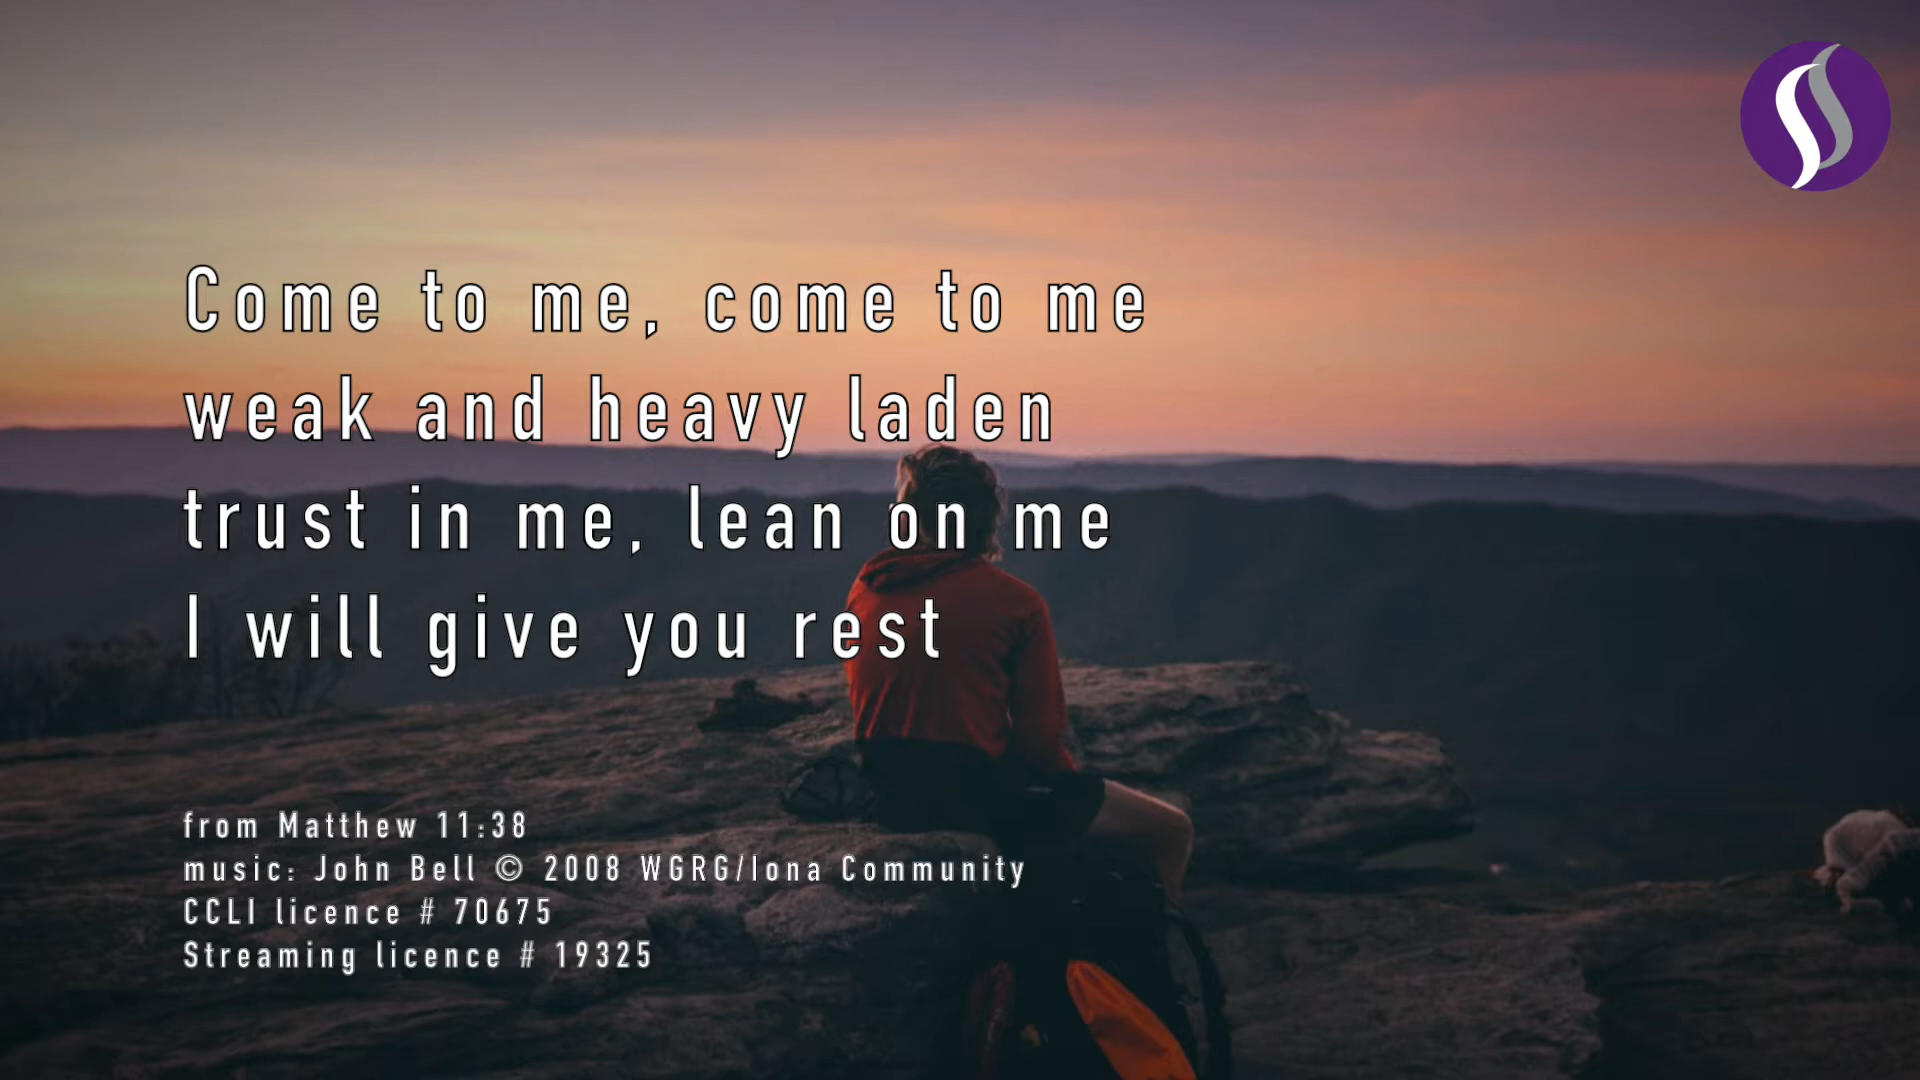 Come to me, come to me
weak and heavy laden
trust in me, lean on me
I will give you rest
from Matthew 11:38
music: John Bell © 2008 WGRG/Iona Community
CCLI licence # 70675
Streaming licence # 19325